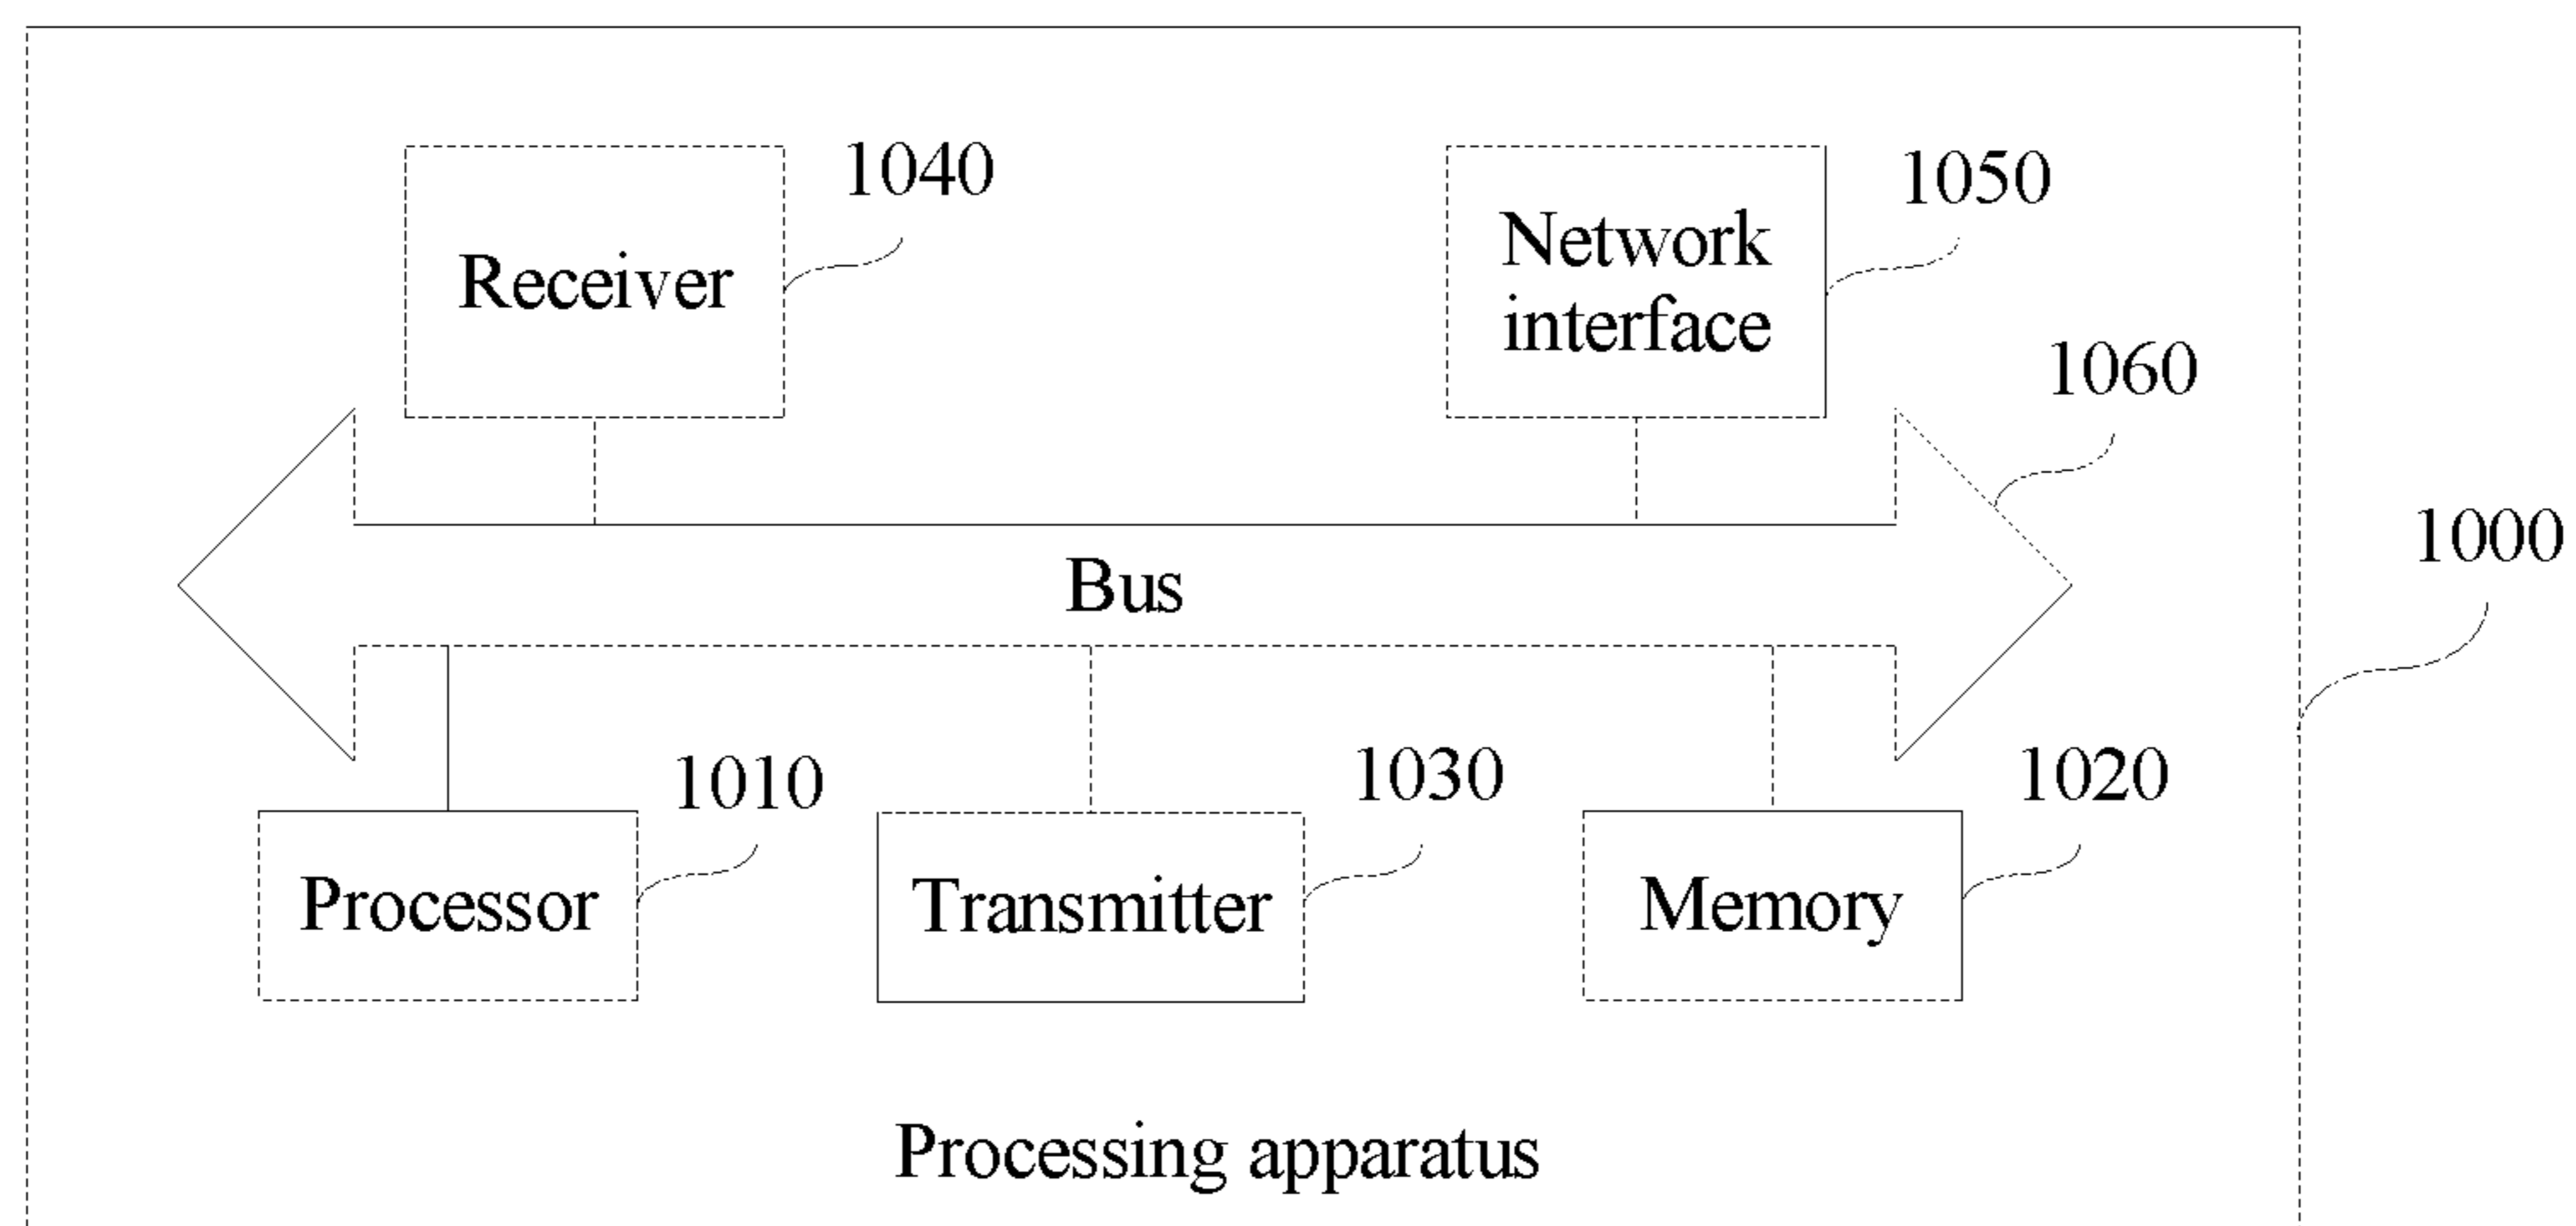 Receiver
1040
Network
interface
1050
1060
Bus
1000
Processor
1010
Transmitter
1030
Memory
1020
Processing apparatus